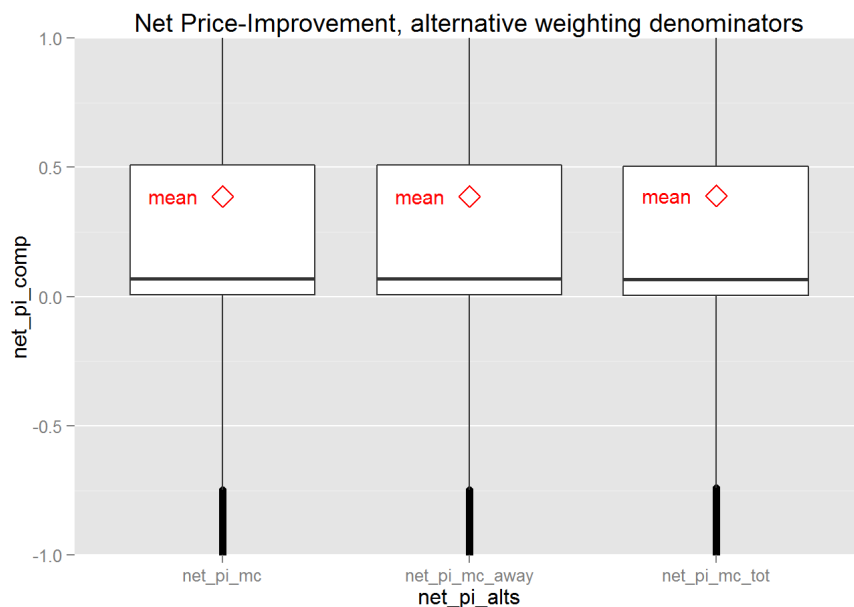 Net Price-Improvement, alternative weighting denominators
1.0
0.5
0.0
-0.5
-1.0
net_pi_comp
mean
mean
mean
net_pi_mc
net_pi_mc_away
net_pi_mc_tot
net_pi_alts